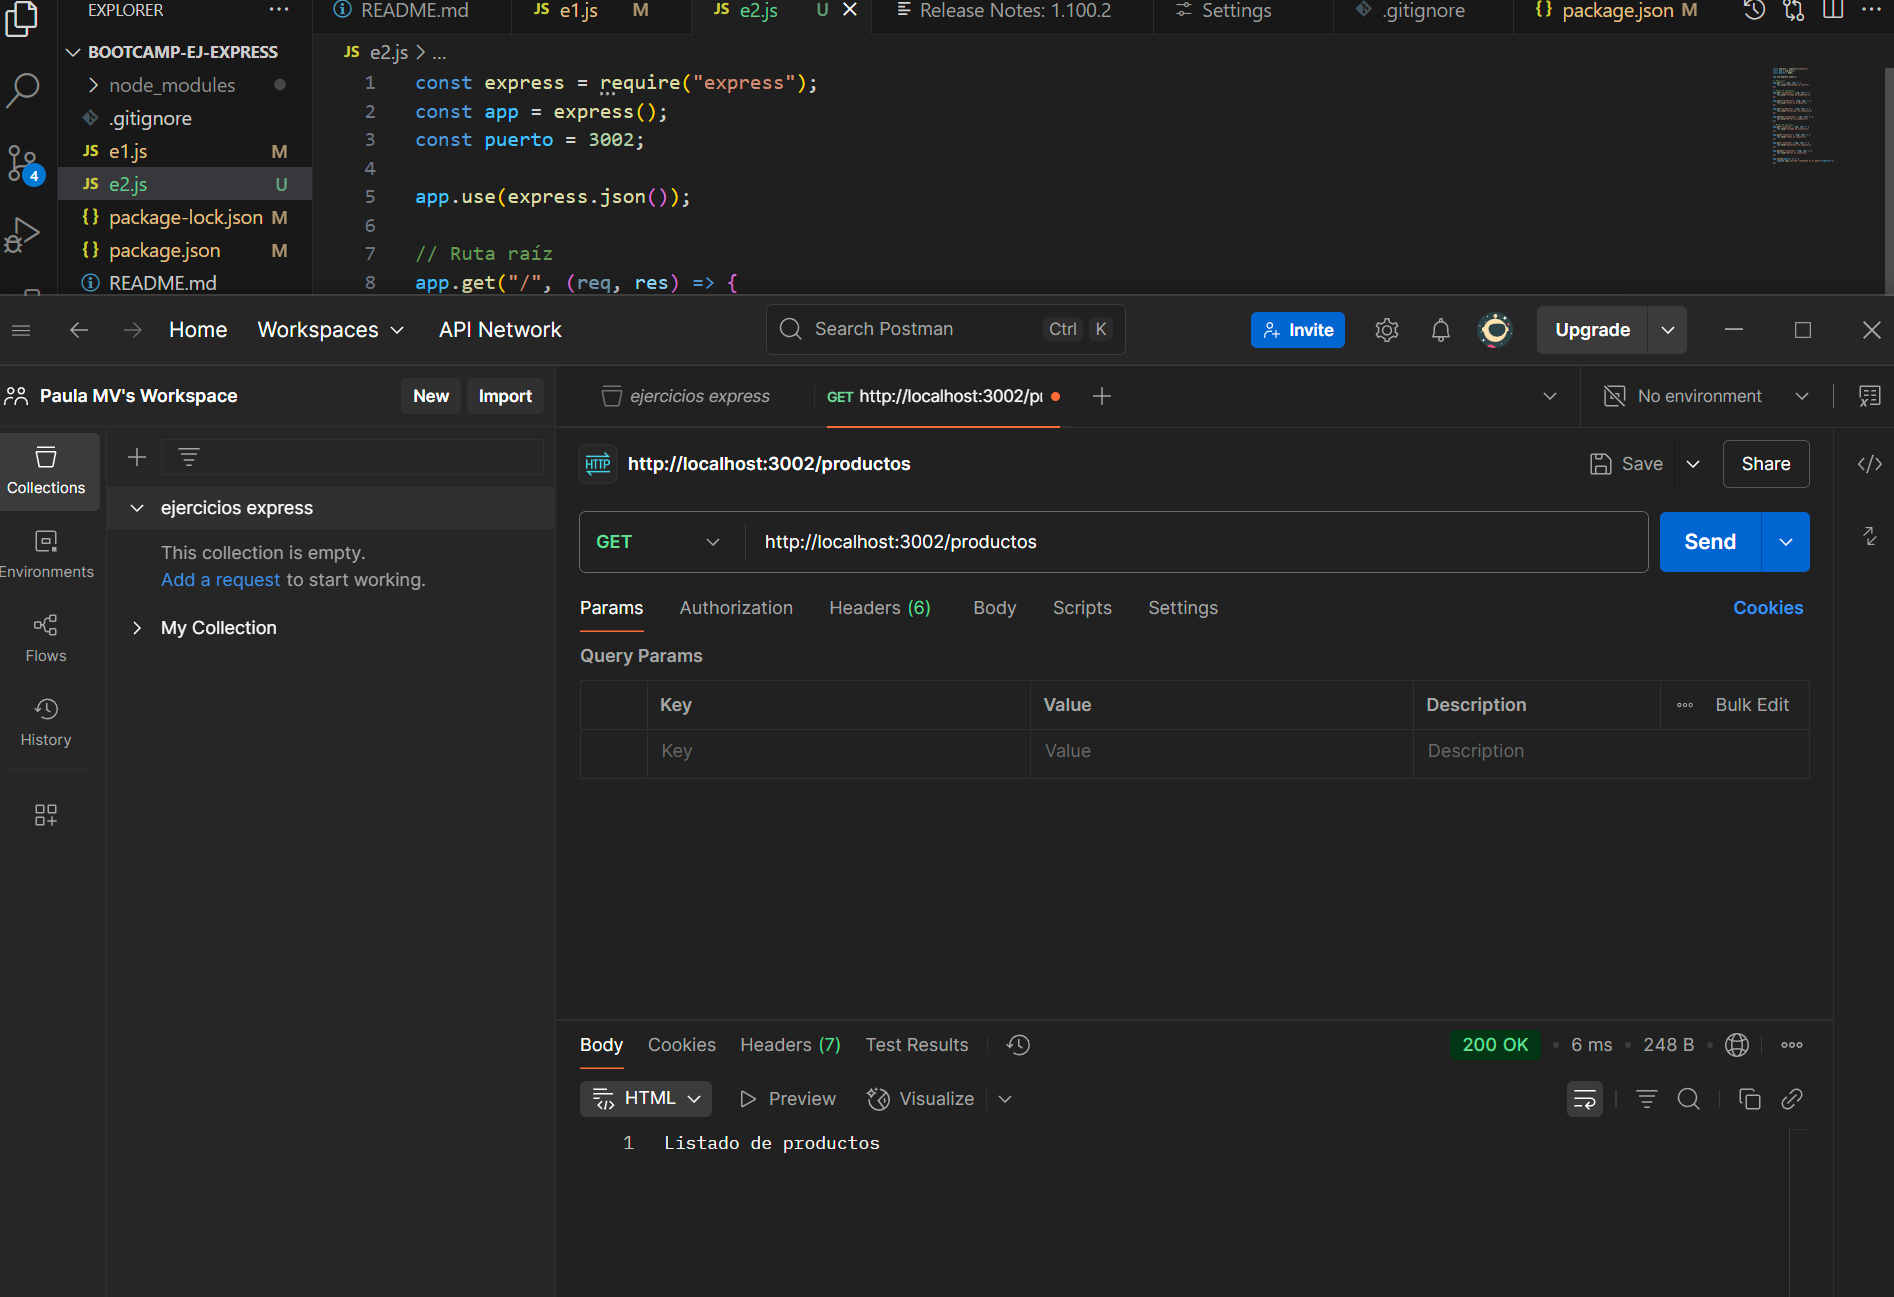 EXPLORER ···
README.md
JS e1.js M
JS e2.js U
Release Notes: 1.100.2
Settings
.gitignore
{} package.json M
BOOTCAMP-EJ-EXPRESS
node_modules
.gitignore
JS e1.js M
JS e2.js U
{} package-lock.json M
{} package.json M
README.md
4
JS e2.js > ...
1 const express = require("express");
2 const app = express();
3 const puerto = 3002;
4
5 app.use(express.json());
6
7 // Ruta raíz
8 app.get("/", (req, res) => {
Home Workspaces API Network
Search Postman Ctrl K
Invite
Upgrade
Paula MV's Workspace New Import
ejercicios express
GET http://localhost:3002/pr
No environment
Collections
Environments
Flows
History
ejercicios express
This collection is empty.
Add a request to start working.
My Collection
HTTP http://localhost:3002/productos
Save Share
GET http://localhost:3002/productos
Send
Params Authorization Headers (6) Body Scripts Settings Cookies
Query Params
Key Value Description Bulk Edit
Key Value Description
Body Cookies Headers (7) Test Results
200 OK • 6 ms • 248 B
HTML Preview Visualize
1 Listado de productos